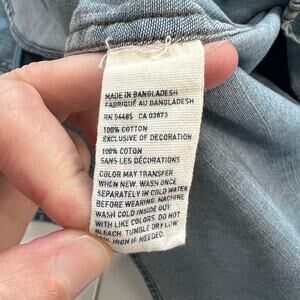 MADE IN BANGLADESH
FABRIQUÉ AU BANGLADESH
RN 54485 CA 03873
100% COTTON
EXCLUSIVE OF DECORATION
100% COTON
SANS LES DÉCORATIONS
COLOR MAY TRANSFER
WHEN NEW. WASH ONCE
SEPARATELY IN COLD WATER
BEFORE WEARING. MACHINE
WASH COLD INSIDE OUT
WITH LIKE COLORS. DO NOT
BLEACH. TUMBLE DRY LOW
IRON IF NEEDED.